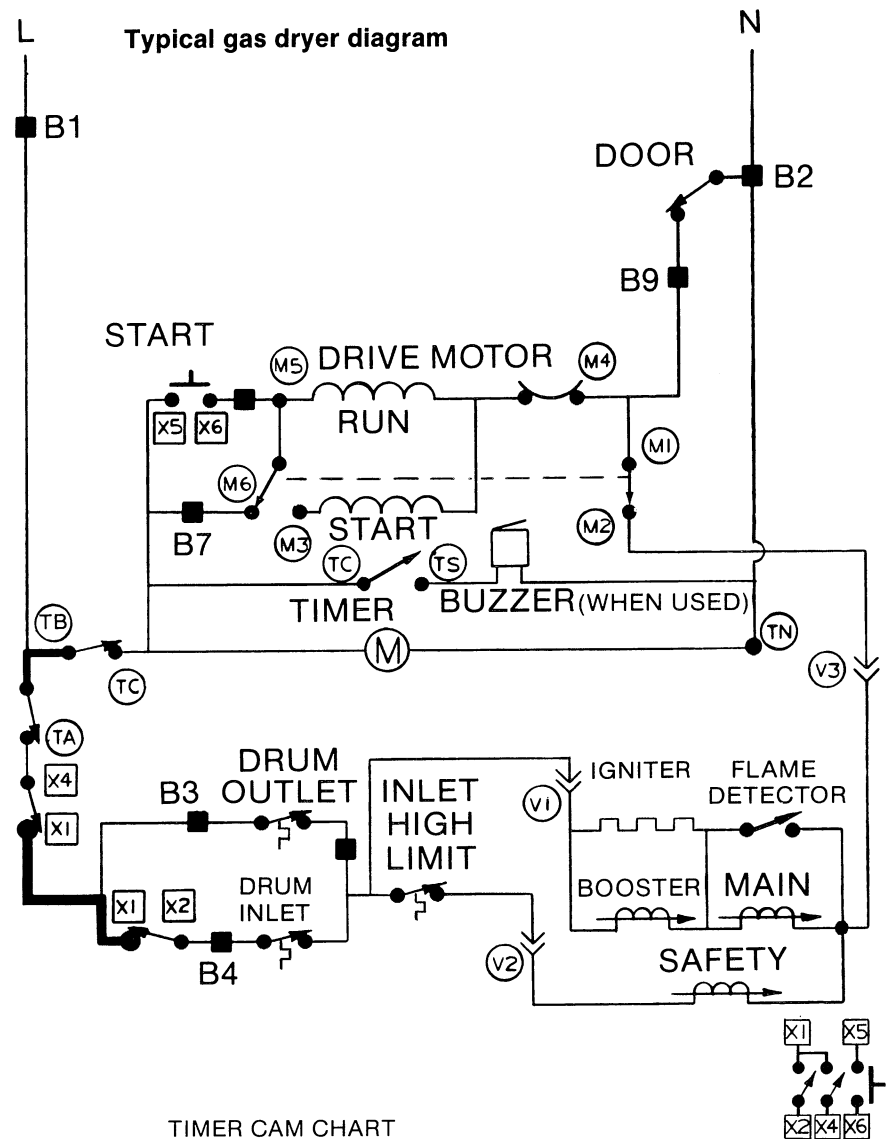 L
Typical gas dryer diagram
N
B1
DOOR
B2
B9
START
M5
DRIVE MOTOR
M4
X5
X6
RUN
M1
M6
B7
M3
START
M2
TC
TS
TIMER
BUZZER (WHEN USED)
TB
M
TN
TC
V3
TA
X4
X1
B3
DRUM
OUTLET
INLET
HIGH
LIMIT
V1
IGNITER
FLAME
DETECTOR
X1
X2
DRUM
INLET
BOOSTER
MAIN
B4
V2
SAFETY
X1
X5
X2
X4
X6
TIMER CAM CHART